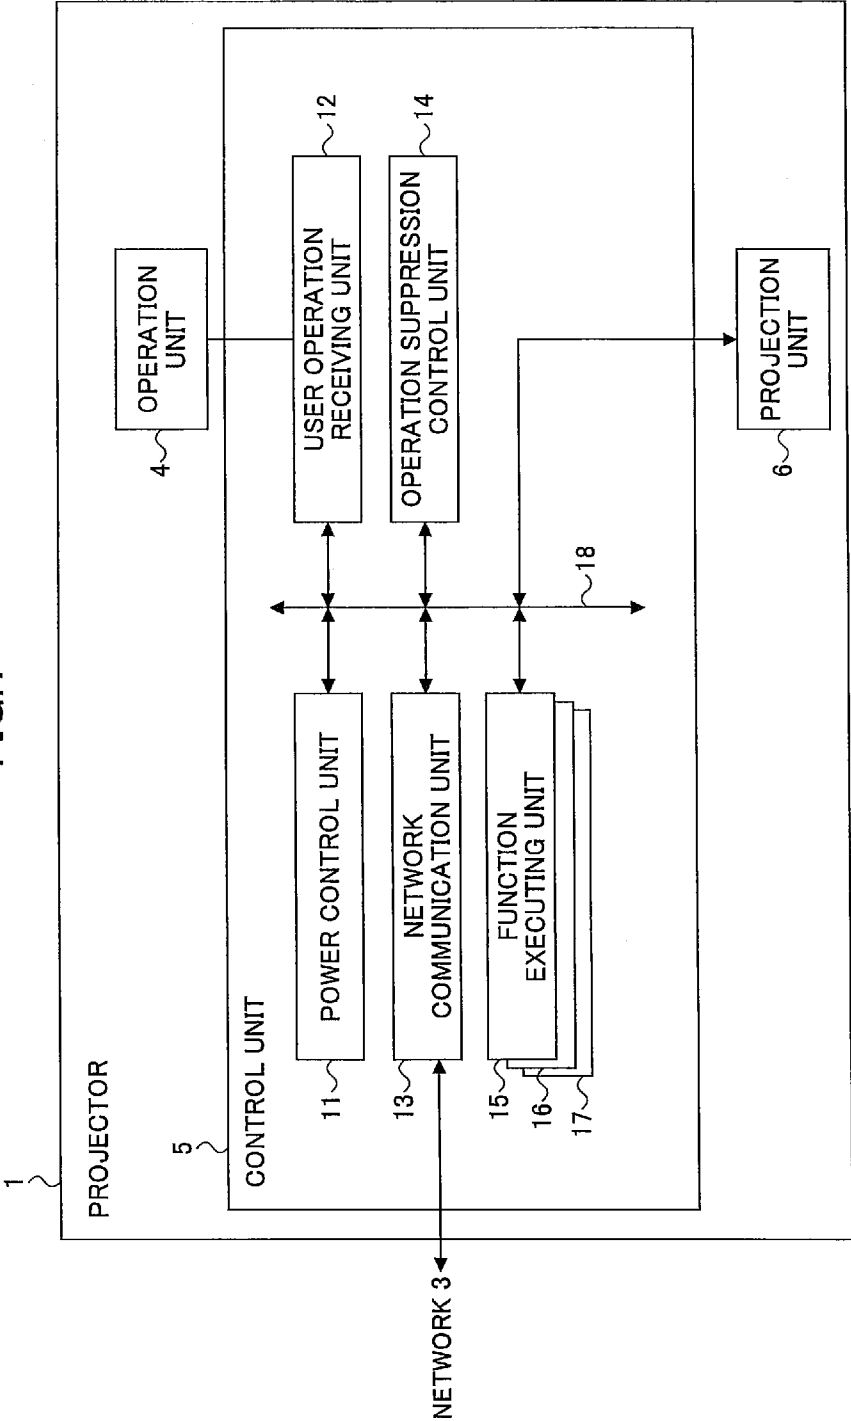 1
PROJECTOR
5
CONTROL UNIT
4
OPERATION
UNIT
11
POWER CONTROL UNIT
12
USER OPERATION
RECEIVING UNIT
13
NETWORK
COMMUNICATION UNIT
14
OPERATION SUPPRESSION
CONTROL UNIT
15
16
17
FUNCTION
EXECUTING UNIT
18
6
PROJECTION
UNIT
NETWORK 3